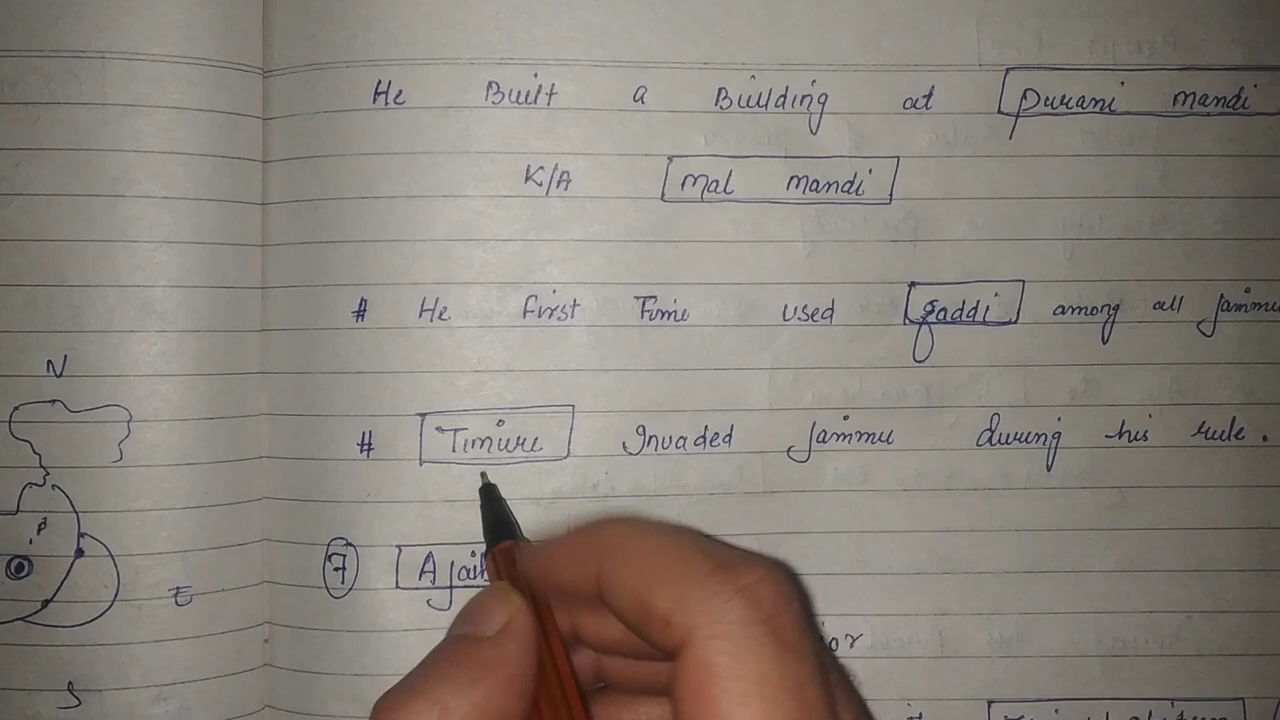 He Built a Building at Purani mandi
K/A mal mandi
# He first Time used gaddi among all Jammu
N
# Timure Invaded Jammu during his rule.
P
7
E
S